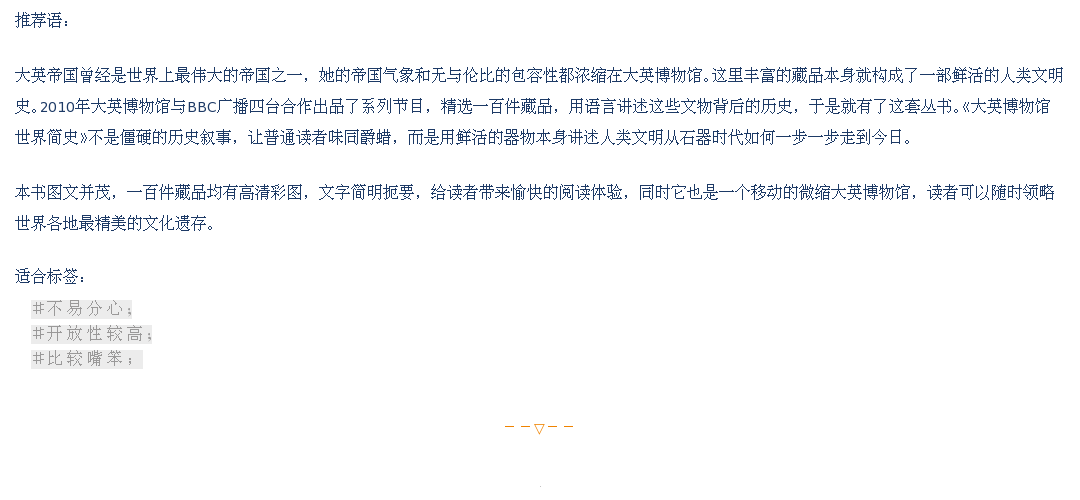 推荐语：
大英帝国曾经是世界上最伟大的帝国之一，她的帝国气象和无与伦比的包容性都浓缩在大英博物馆。这里丰富的藏品本身就构成了一部鲜活的人类文明
史。2010年大英博物馆与BBC广播四台合作出品了系列节目，精选一百件藏品，用语言讲述这些文物背后的历史，于是就有了这套丛书。《大英博物馆
世界简史》不是僵硬的历史叙事，让普通读者味同爵蜡，而是用鲜活的器物本身讲述人类文明从石器时代如何一步一步走到今日。
本书图文并茂，一百件藏品均有高清彩图，文字简明扼要，给读者带来愉快的阅读体验，同时它也是一个移动的微缩大英博物馆，读者可以随时领略
世界各地最精美的文化遗存。
适合标签：
#不易分心；
#开放性较高；
#比较嘴笨；